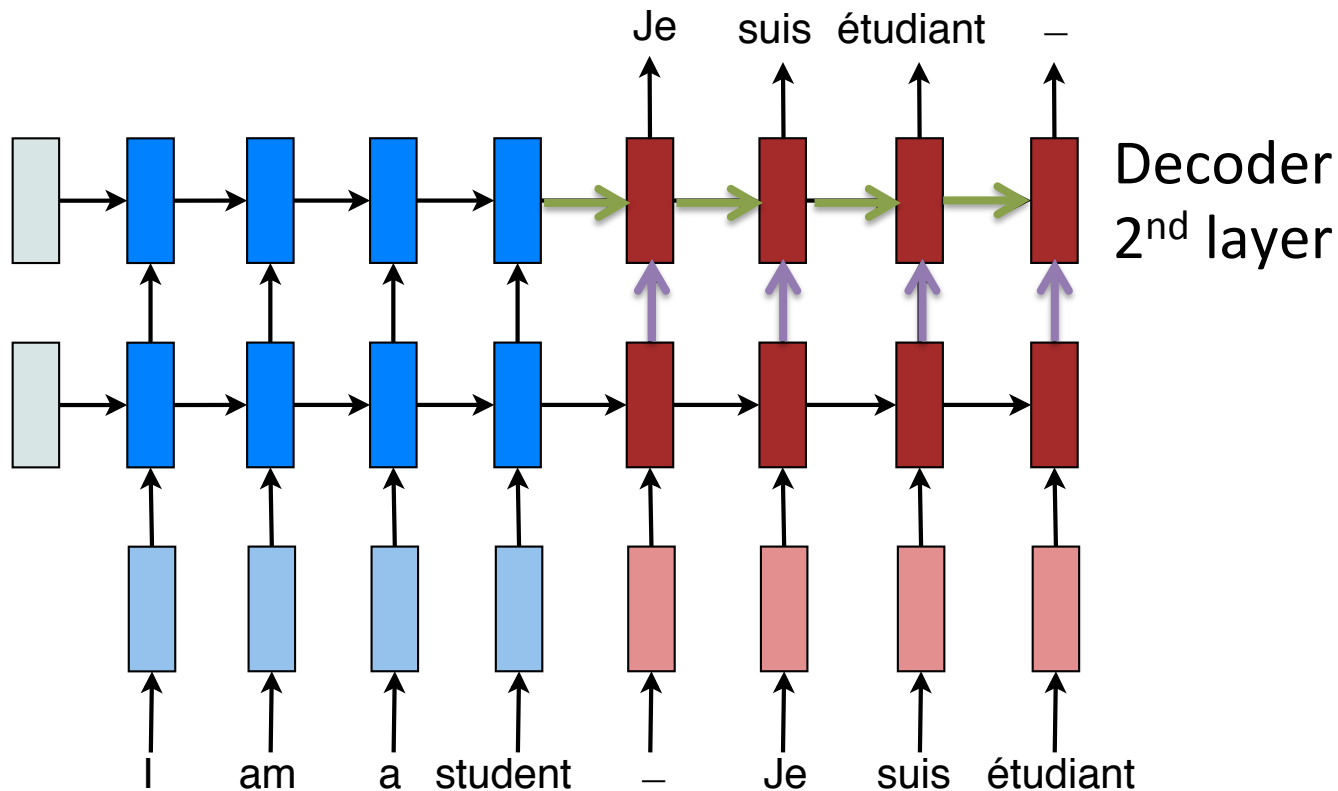 Je suis étudiant –
Decoder
2nd layer
I am a student – Je suis étudiant